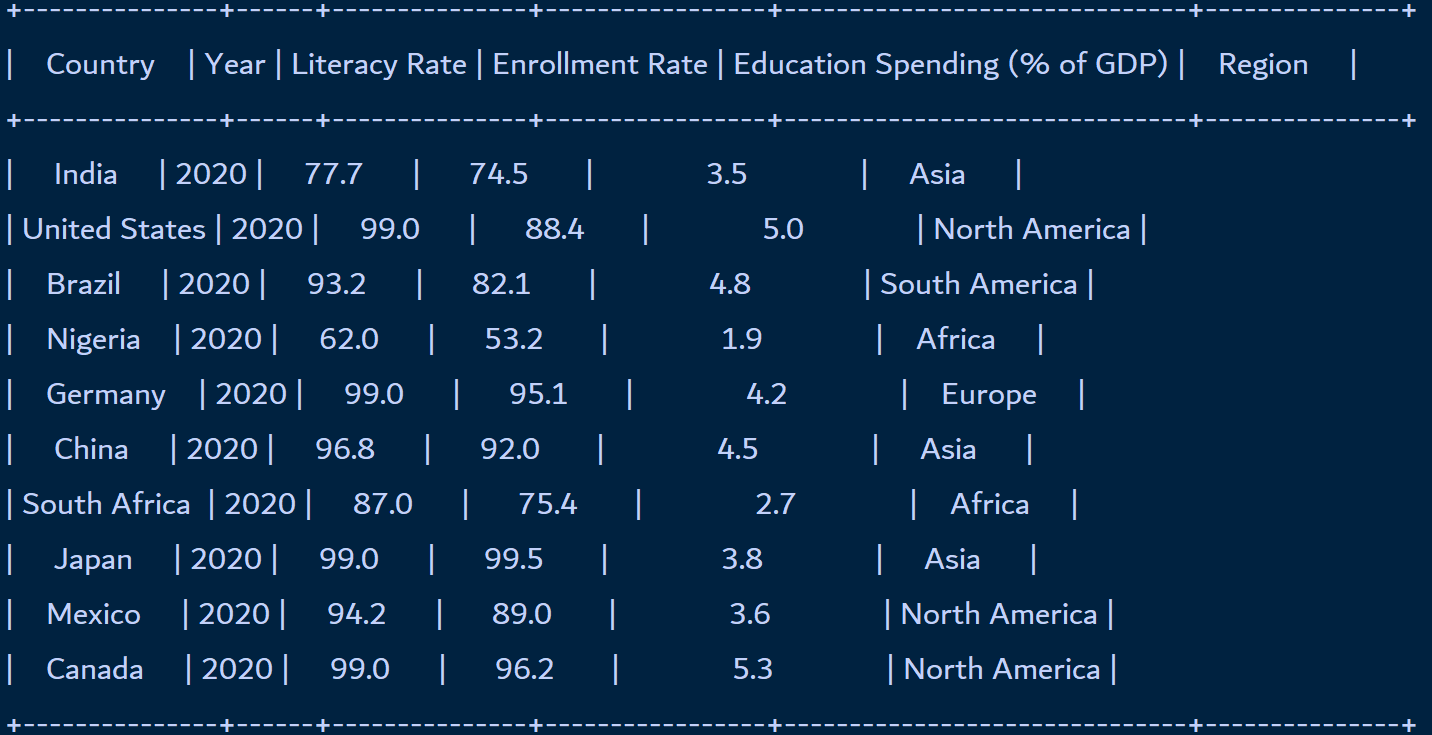 +---------------+------+---------------+-----------------+-------------------------------+---------------+
| Country | Year | Literacy Rate | Enrollment Rate | Education Spending (% of GDP) | Region |
+---------------+------+---------------+-----------------+-------------------------------+---------------+
| India | 2020 | 77.7 | 74.5 | 3.5 | Asia |
| United States | 2020 | 99.0 | 88.4 | 5.0 | North America |
| Brazil | 2020 | 93.2 | 82.1 | 4.8 | South America |
| Nigeria | 2020 | 62.0 | 53.2 | 1.9 | Africa |
| Germany | 2020 | 99.0 | 95.1 | 4.2 | Europe |
| China | 2020 | 96.8 | 92.0 | 4.5 | Asia |
| South Africa | 2020 | 87.0 | 75.4 | 2.7 | Africa |
| Japan | 2020 | 99.0 | 99.5 | 3.8 | Asia |
| Mexico | 2020 | 94.2 | 89.0 | 3.6 | North America |
| Canada | 2020 | 99.0 | 96.2 | 5.3 | North America |
+---------------+------+---------------+-----------------+-------------------------------+---------------+